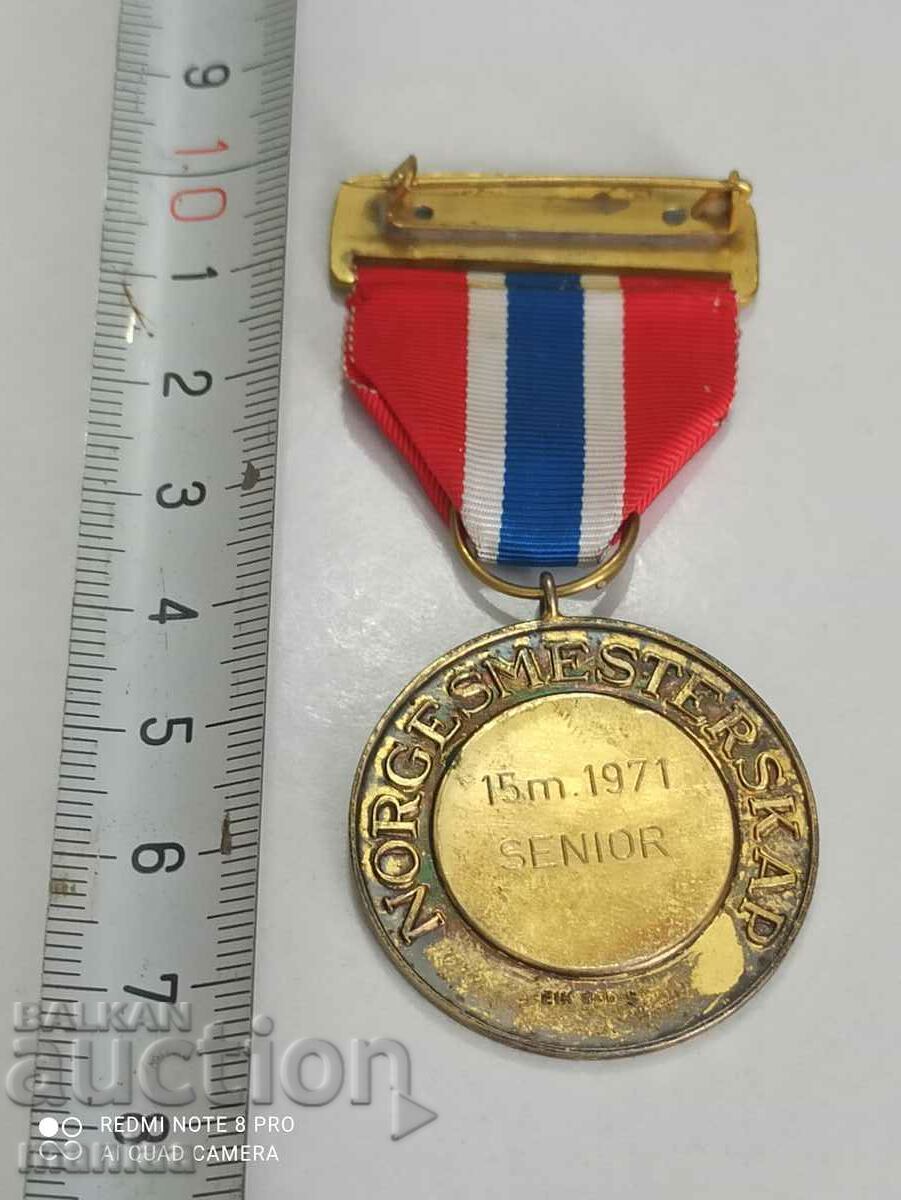 9
10
1
2
3
4
5
6
7
8
NORGESMESTERSKAP
15m.1971
SENIOR
BALKAN
auction
REDMI NOTE 8 PRO
AI QUAD CAMERA